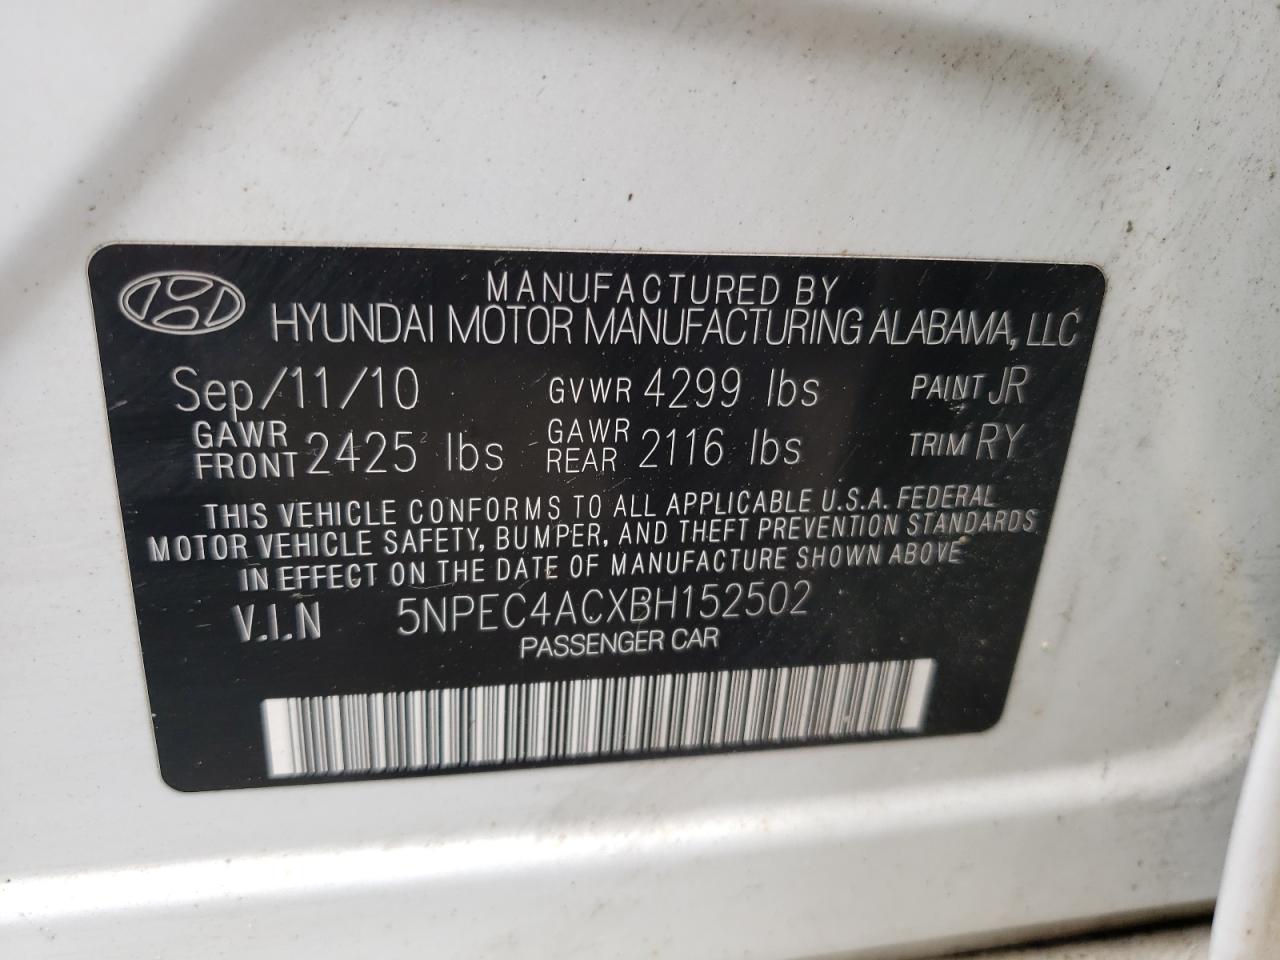 MANUFACTURED BY
HYUNDAI MOTOR MANUFACTURING ALABAMA, LLC
Sep/11/10 GVWR 4299 lbs PAINT JR
GAWR FRONT 2425 lbs GAWR REAR 2116 lbs TRIM RY
THIS VEHICLE CONFORMS TO ALL APPLICABLE U.S.A. FEDERAL
MOTOR VEHICLE SAFETY, BUMPER, AND THEFT PREVENTION STANDARDS
IN EFFECT ON THE DATE OF MANUFACTURE SHOWN ABOVE
V.I.N 5NPEC4ACXBH152502
PASSENGER CAR